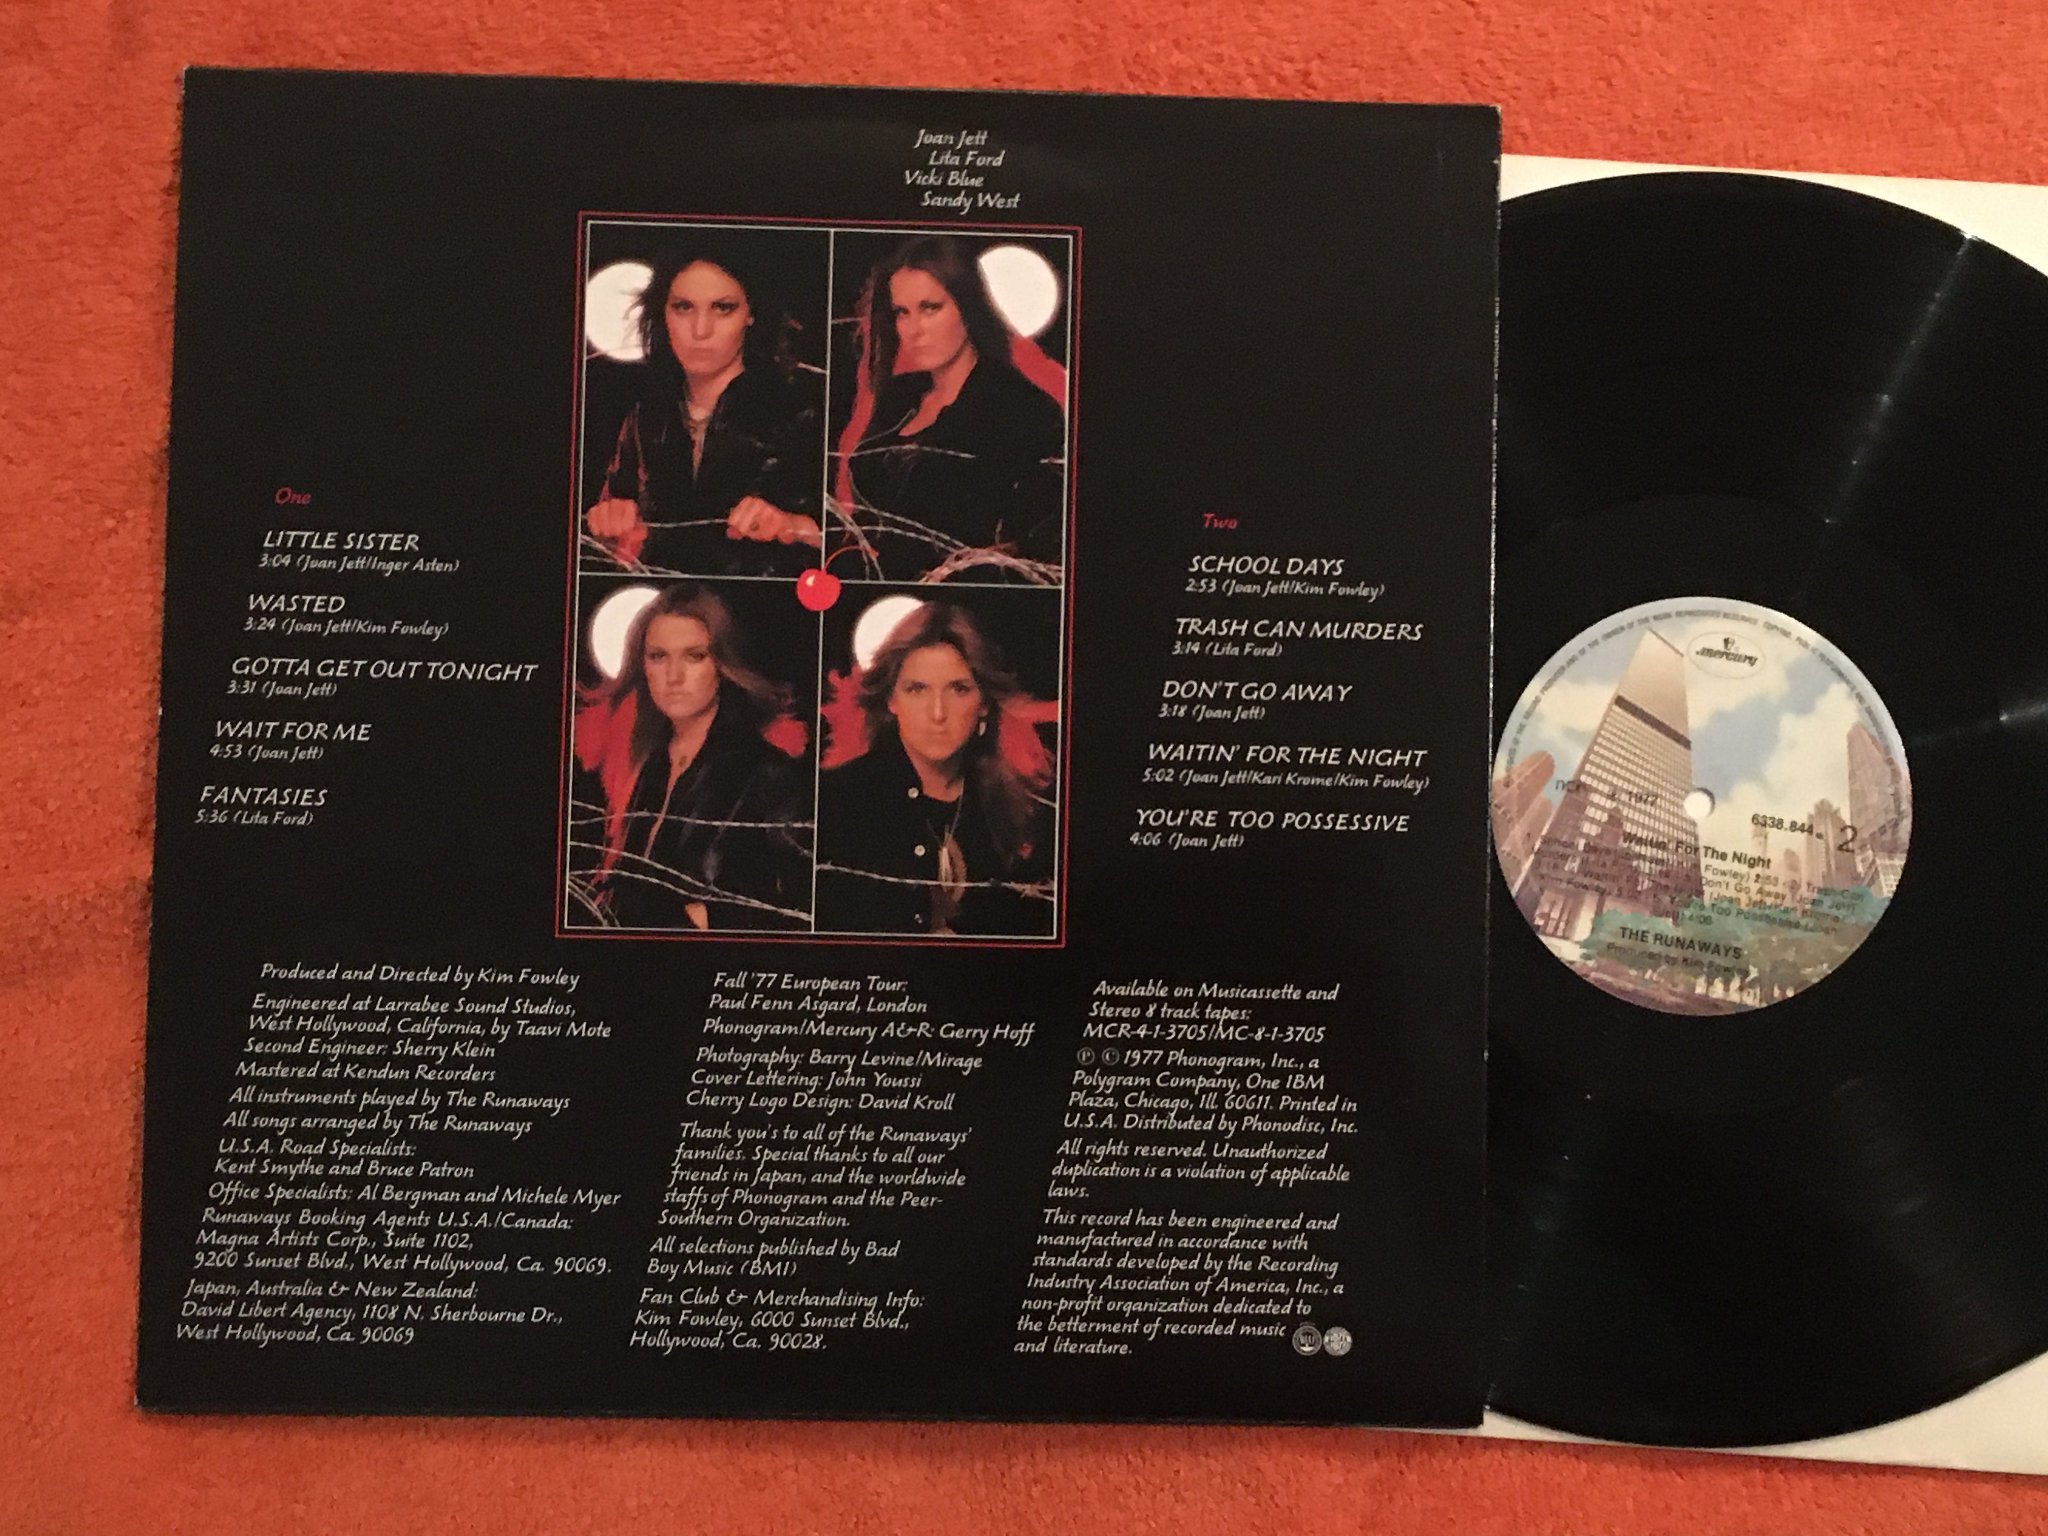 Joan Jett
Lita Ford
Vicki Blue
Sandy West
One
LITTLE SISTER
3:04 (Joan Jett/Inger Asten)
WASTED
3:24 (Joan Jett/Kim Fowley)
GOTTA GET OUT TONIGHT
3:31 (Joan Jett)
WAIT FOR ME
4:53 (Joan Jett)
FANTASIES
5:36 (Lita Ford)
Two
SCHOOL DAYS
2:53 (Joan Jett/Kim Fowley)
TRASH CAN MURDERS
3:14 (Lita Ford)
DON'T GO AWAY
3:18 (Joan Jett)
WAITIN' FOR THE NIGHT
5:02 (Joan Jett/Kari Krome/Kim Fowley)
YOU'RE TOO POSSESSIVE
4:06 (Joan Jett)
Produced and Directed by Kim Fowley
Engineered at Larrabee Sound Studios,
West Hollywood, California, by Taavi Mote
Second Engineer: Sherry Klein
Mastered at Kendun Recorders
All instruments played by The Runaways
All songs arranged by The Runaways
U.S.A. Road Specialists:
Kent Smythe and Bruce Patron
Office Specialists: Al Bergman and Michele Myer
Runaways Booking Agents U.S.A./Canada:
Magna Artists Corp., Suite 1102,
9200 Sunset Blvd., West Hollywood, Ca. 90069.
Japan, Australia & New Zealand:
David Libert Agency, 1108 N. Sherbourne Dr.,
West Hollywood, Ca. 90069
Fall '77 European Tour:
Paul Fenn Asgard, London
Phonogram/Mercury A&R: Gerry Hoff
Photography: Barry Levine/Mirage
Cover Lettering: John Youssi
Cherry Logo Design: David Kroll
Thank you's to all of the Runaways'
families. Special thanks to all our
friends in Japan, and the worldwide
staffs of Phonogram and the Peer-
Southern Organization.
All selections published by Bad
Boy Music (BMI)
Fan Club & Merchandising Info:
Kim Fowley, 6000 Sunset Blvd.,
Hollywood, Ca. 90028.
Available on Musicassette and
Stereo 8 track tapes:
MCR-4-1-3705/MC-8-1-3705
℗ © 1977 Phonogram, Inc., a
Polygram Company, One IBM
Plaza, Chicago, Ill. 60611. Printed in
U.S.A. Distributed by Phonodisc, Inc.
All rights reserved. Unauthorized
duplication is a violation of applicable
laws.
This record has been engineered and
manufactured in accordance with
standards developed by the Recording
Industry Association of America, Inc., a
non-profit organization dedicated to
the betterment of recorded music
and literature.
mercury
1977
6338.844
2
Waitin' For The Night
THE RUNAWAYS
Produced by Kim Fowley